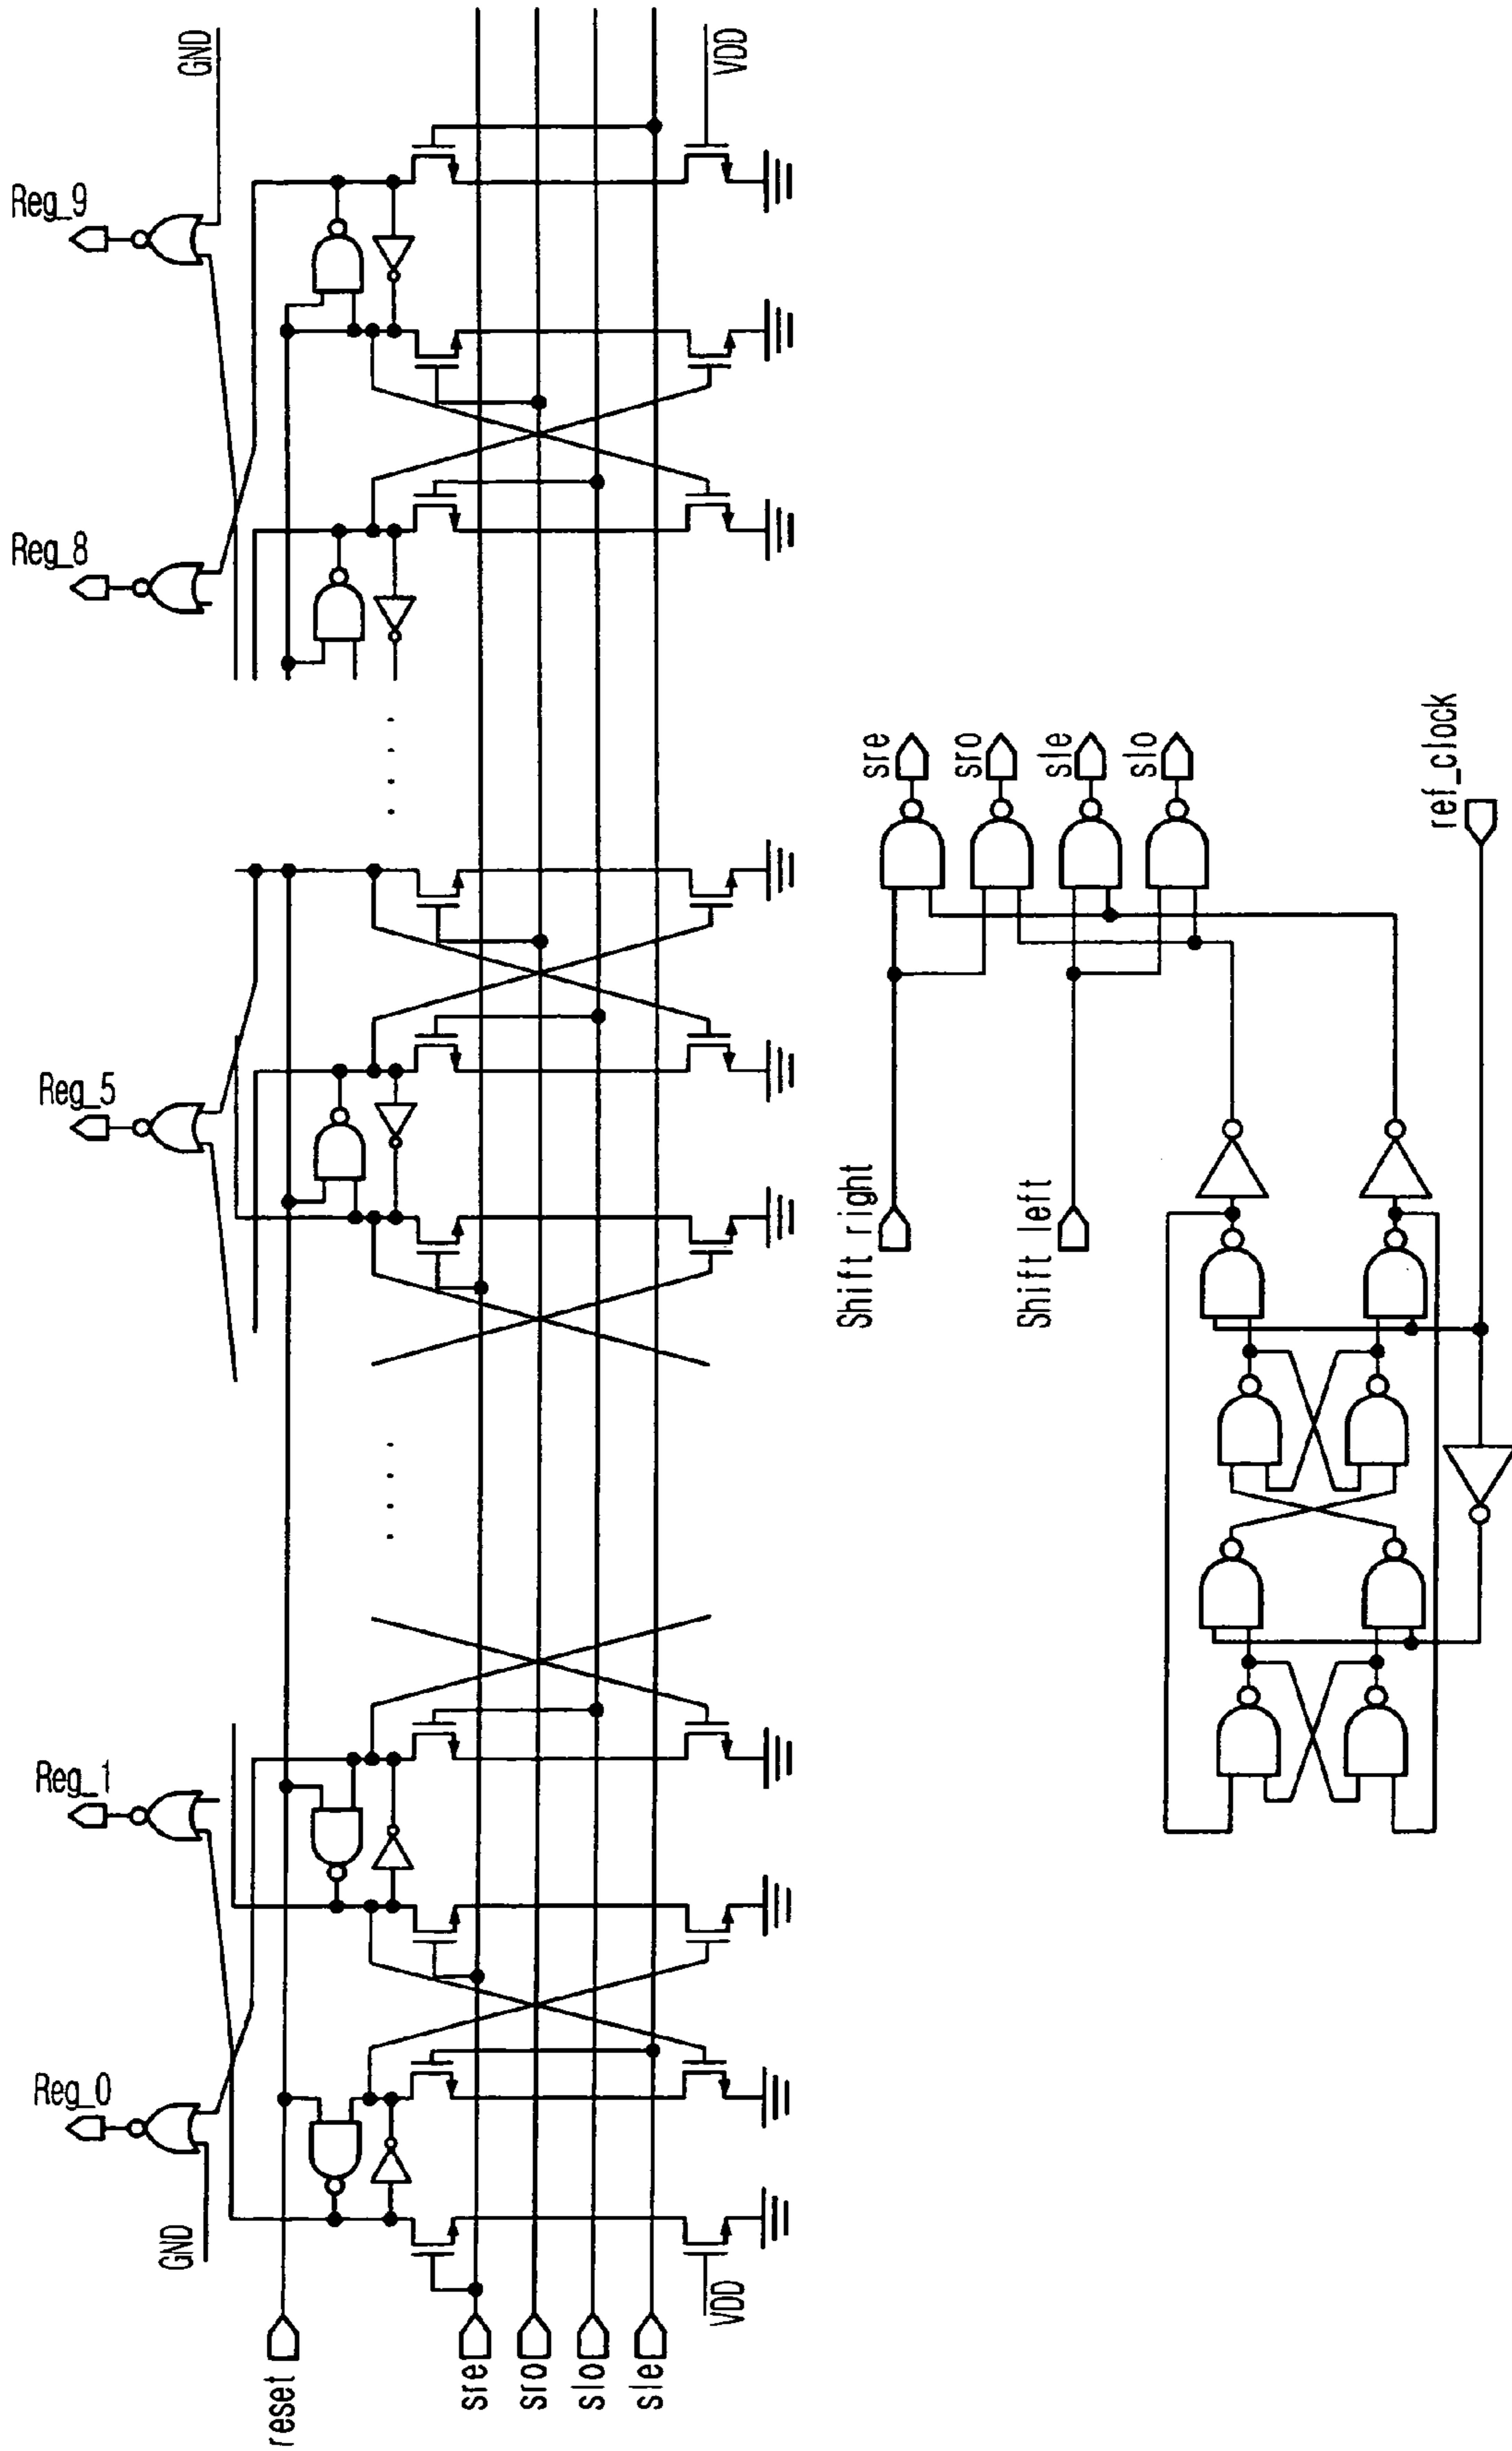 Reg_0
Reg_1
Reg_5
Reg_8
Reg_9
GND
GND
reset
sre
sro
slo
sle
VDD
VDD
Shift right
Shift left
sre
sro
sle
slo
ref_clock